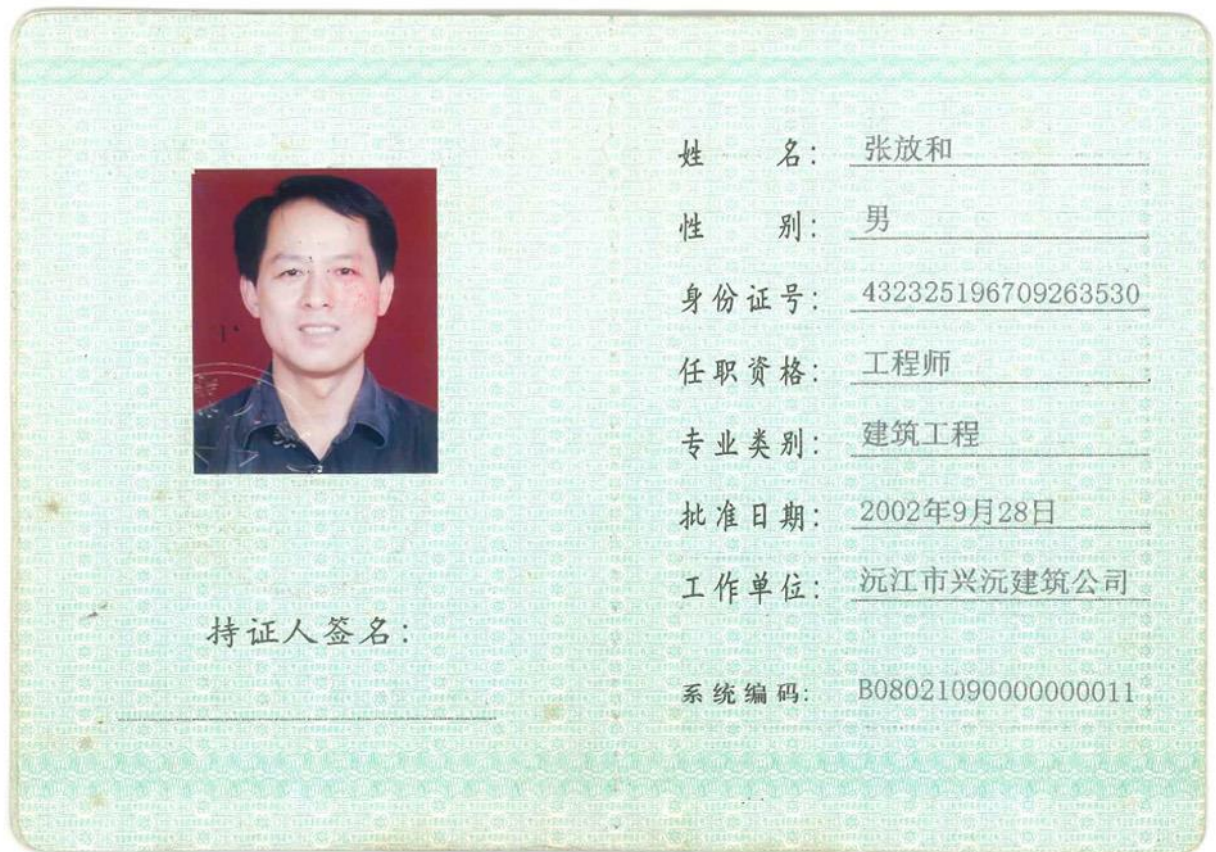 姓名: 张放和
性别: 男
身份证号: 432325196709263530
任职资格: 工程师
专业类别: 建筑工程
批准日期: 2002年9月28日
工作单位: 沅江市兴沅建筑公司
系统编码: B08021090000000011
持证人签名: